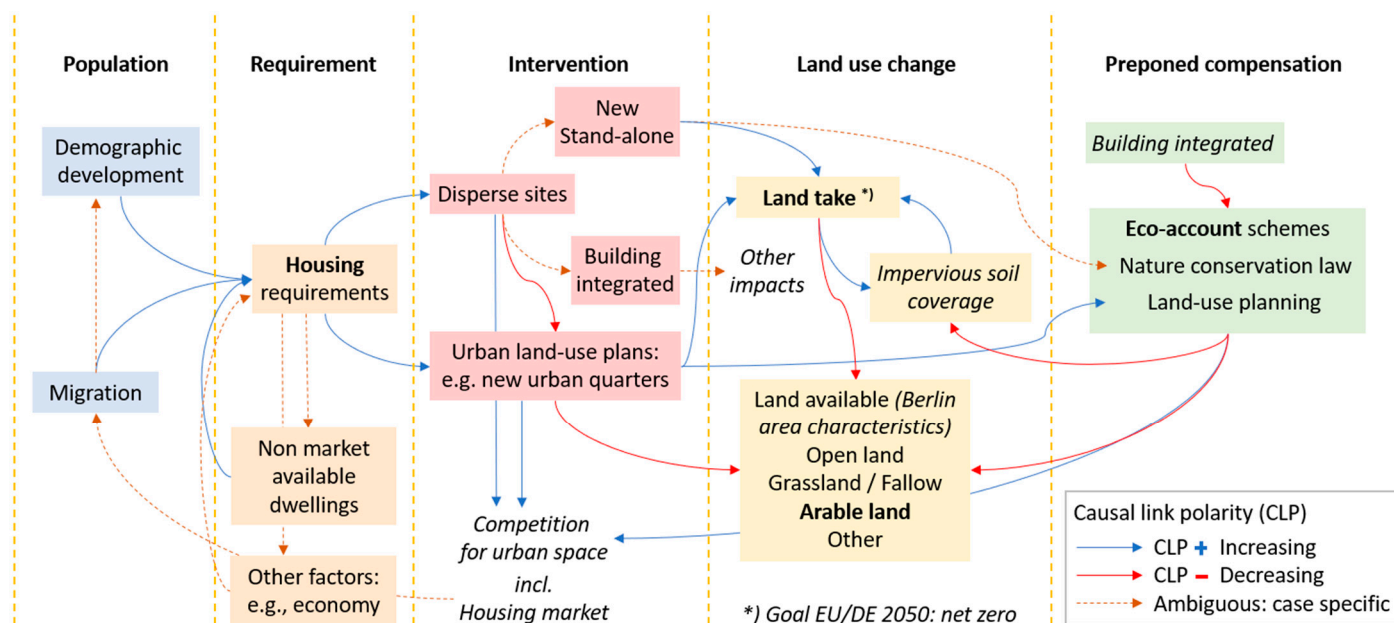 Population
Requirement
Intervention
Land use change
Preponed compensation
Demographic
development
Migration
Housing
requirements
Non market
available
dwellings
Other factors:
e.g., economy
New
Stand-alone
Disperse sites
Building
integrated
Urban land-use plans:
e.g. new urban quarters
Competition
for urban space
incl.
Housing market
Land take *)
Other
impacts
Impervious soil
coverage
Land available (Berlin
area characteristics)
Open land
Grassland / Fallow
Arable land
Other
*) Goal EU/DE 2050: net zero
Building integrated
Eco-account schemes
Nature conservation law
Land-use planning
Causal link polarity (CLP)
CLP + Increasing
CLP - Decreasing
Ambiguous: case specific